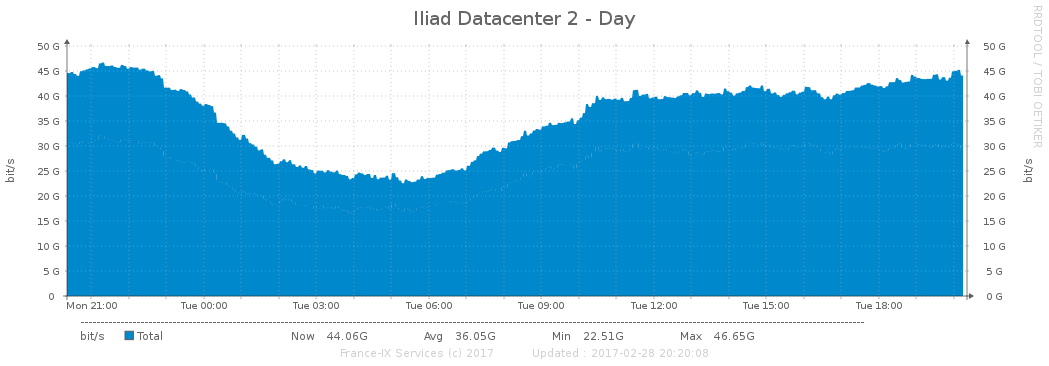 Iliad Datacenter 2 - Day
RRDTOOL / TOBI OETIKER
50 G 50 G
45 G 45 G
40 G 40 G
35 G 35 G
30 G 30 G
25 G 25 G
20 G 20 G
15 G 15 G
10 G 10 G
5 G 5 G
0 0 G
bit/s bit/s
Mon 21:00 Tue 00:00 Tue 03:00 Tue 06:00 Tue 09:00 Tue 12:00 Tue 15:00 Tue 18:00
bit/s Total Now 44.06G Avg 36.05G Min 22.51G Max 46.65G
France-IX Services (c) 2017 Updated : 2017-02-28 20:20:08